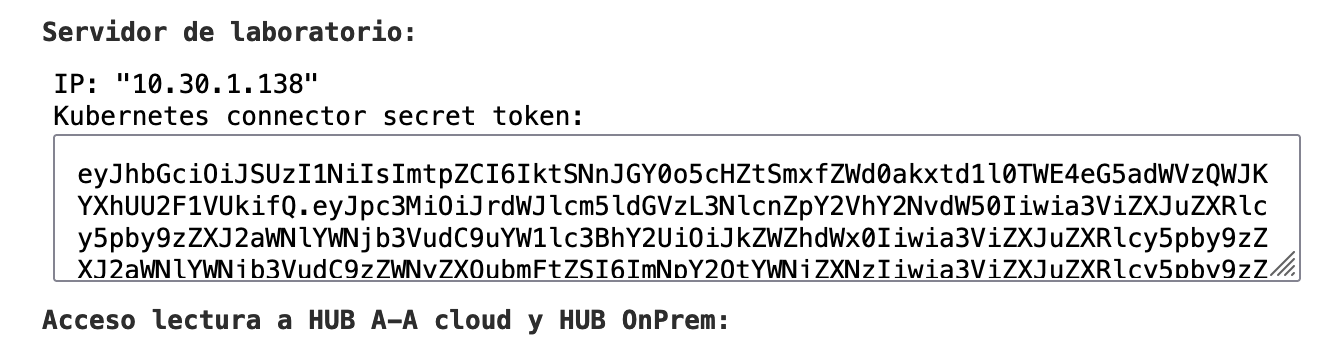 Servidor de laboratorio:
IP: "10.30.1.138"
Kubernetes connector secret token:
eyJhbGciOiJSUzI1NiIsImtpZCI6IktSNnJGY0o5cHZtSmxfZWd0akxtd1l0TWE4eG5adWVzQWJK
YXhUU2F1VUkifQ.eyJpc3MiOiJrdWJlcm5ldGVzL3NlcnZpY2VhY2NvdW50Iiwia3ViZXJuZXRlc
y5pby9zZXJ2aWNlYWNjb3VudC9uYW1lc3BhY2UiOiJkZWZhdWx0Iiwia3ViZXJuZXRlcy5pby9zZ
XJ2aWNlYWNjb3VudC9zZWNyZXQubmFtZSI6ImNpY2QtYWNjZXNzIiwia3ViZXJuZXRlcy5pby9zZ
Acceso lectura a HUB A-A cloud y HUB OnPrem: